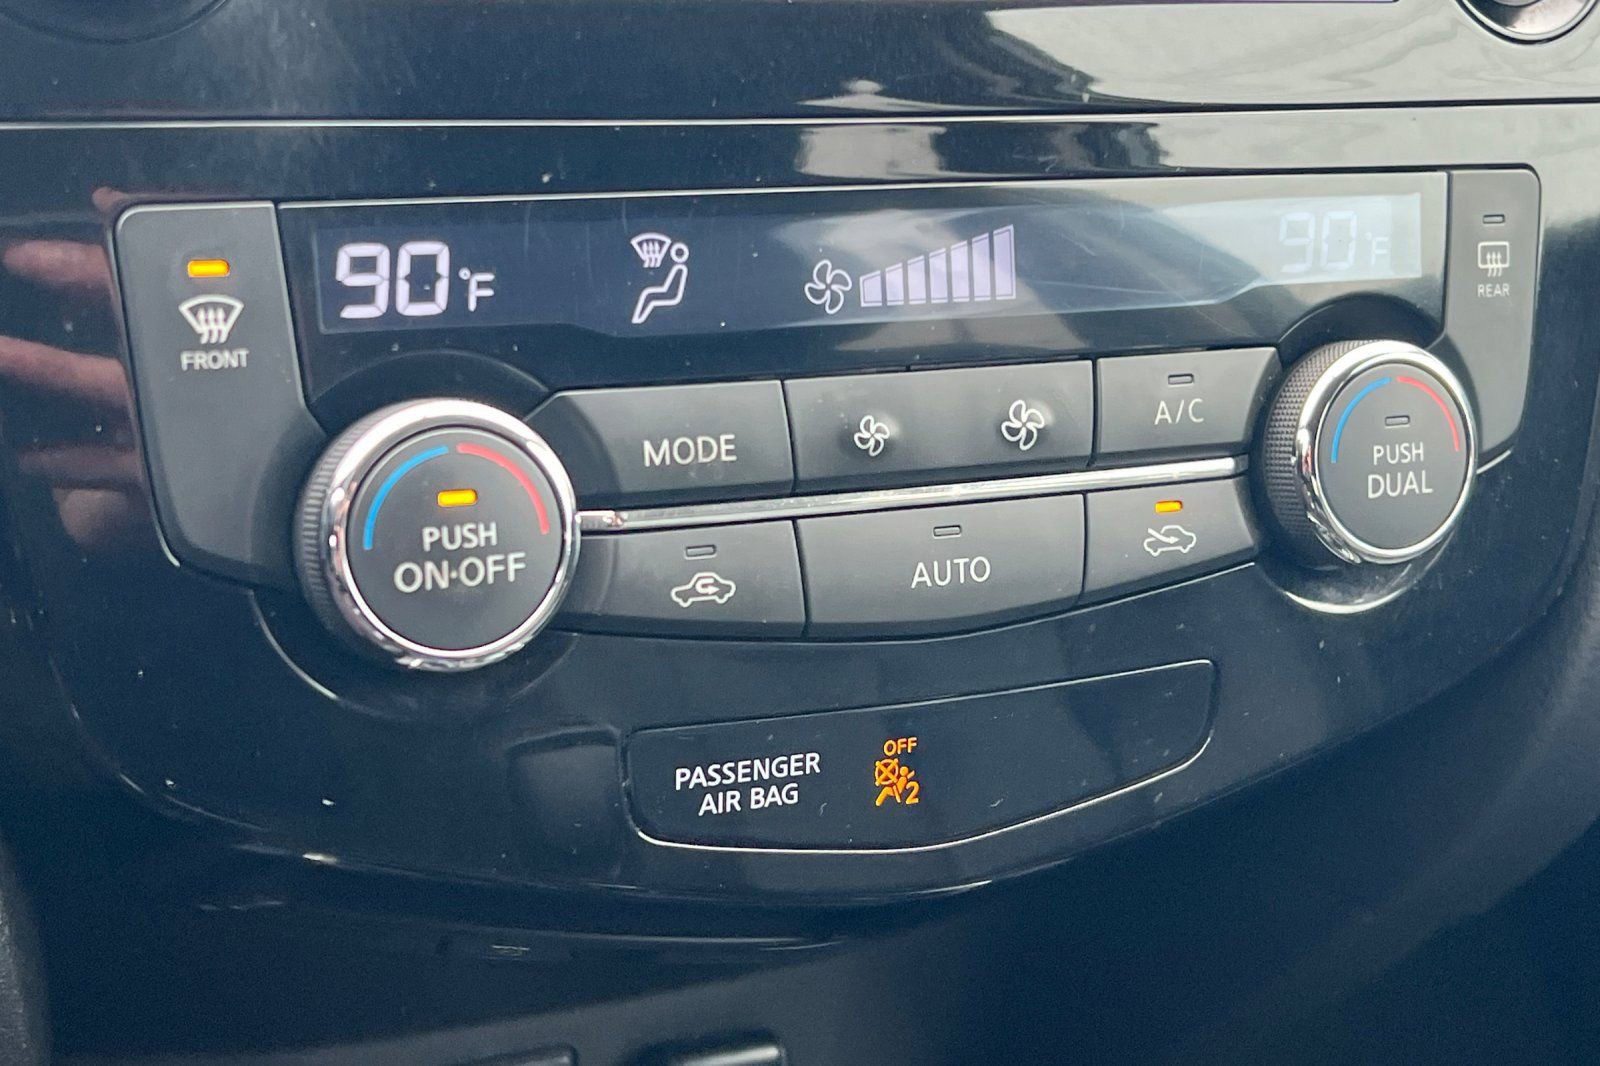 90°F
90°F
FRONT
REAR
MODE
A/C
PUSH
DUAL
PUSH
ON·OFF
AUTO
PASSENGER
AIR BAG
OFF
2